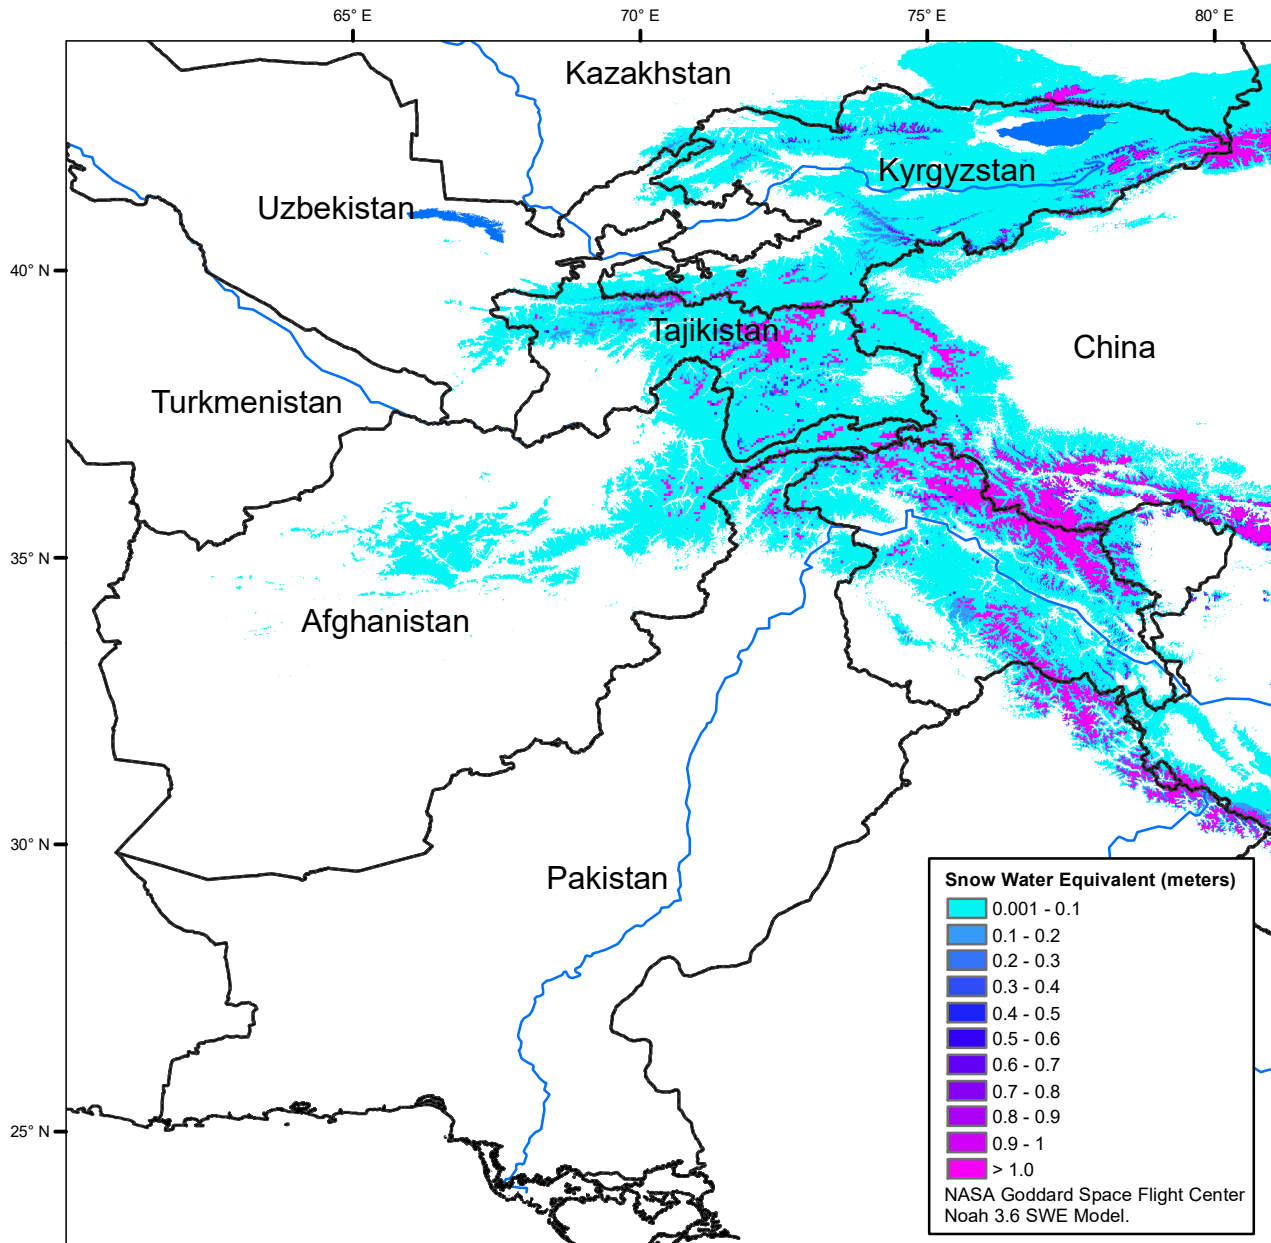 65° E
70° E
75° E
80° E
Kazakhstan
Kyrgyzstan
Uzbekistan
40° N
Tajikistan
China
Turkmenistan
35° N
Afghanistan
30° N
Pakistan
25° N
Snow Water Equivalent (meters)
0.001 - 0.1
0.1 - 0.2
0.2 - 0.3
0.3 - 0.4
0.4 - 0.5
0.5 - 0.6
0.6 - 0.7
0.7 - 0.8
0.8 - 0.9
0.9 - 1
> 1.0
NASA Goddard Space Flight Center
Noah 3.6 SWE Model.